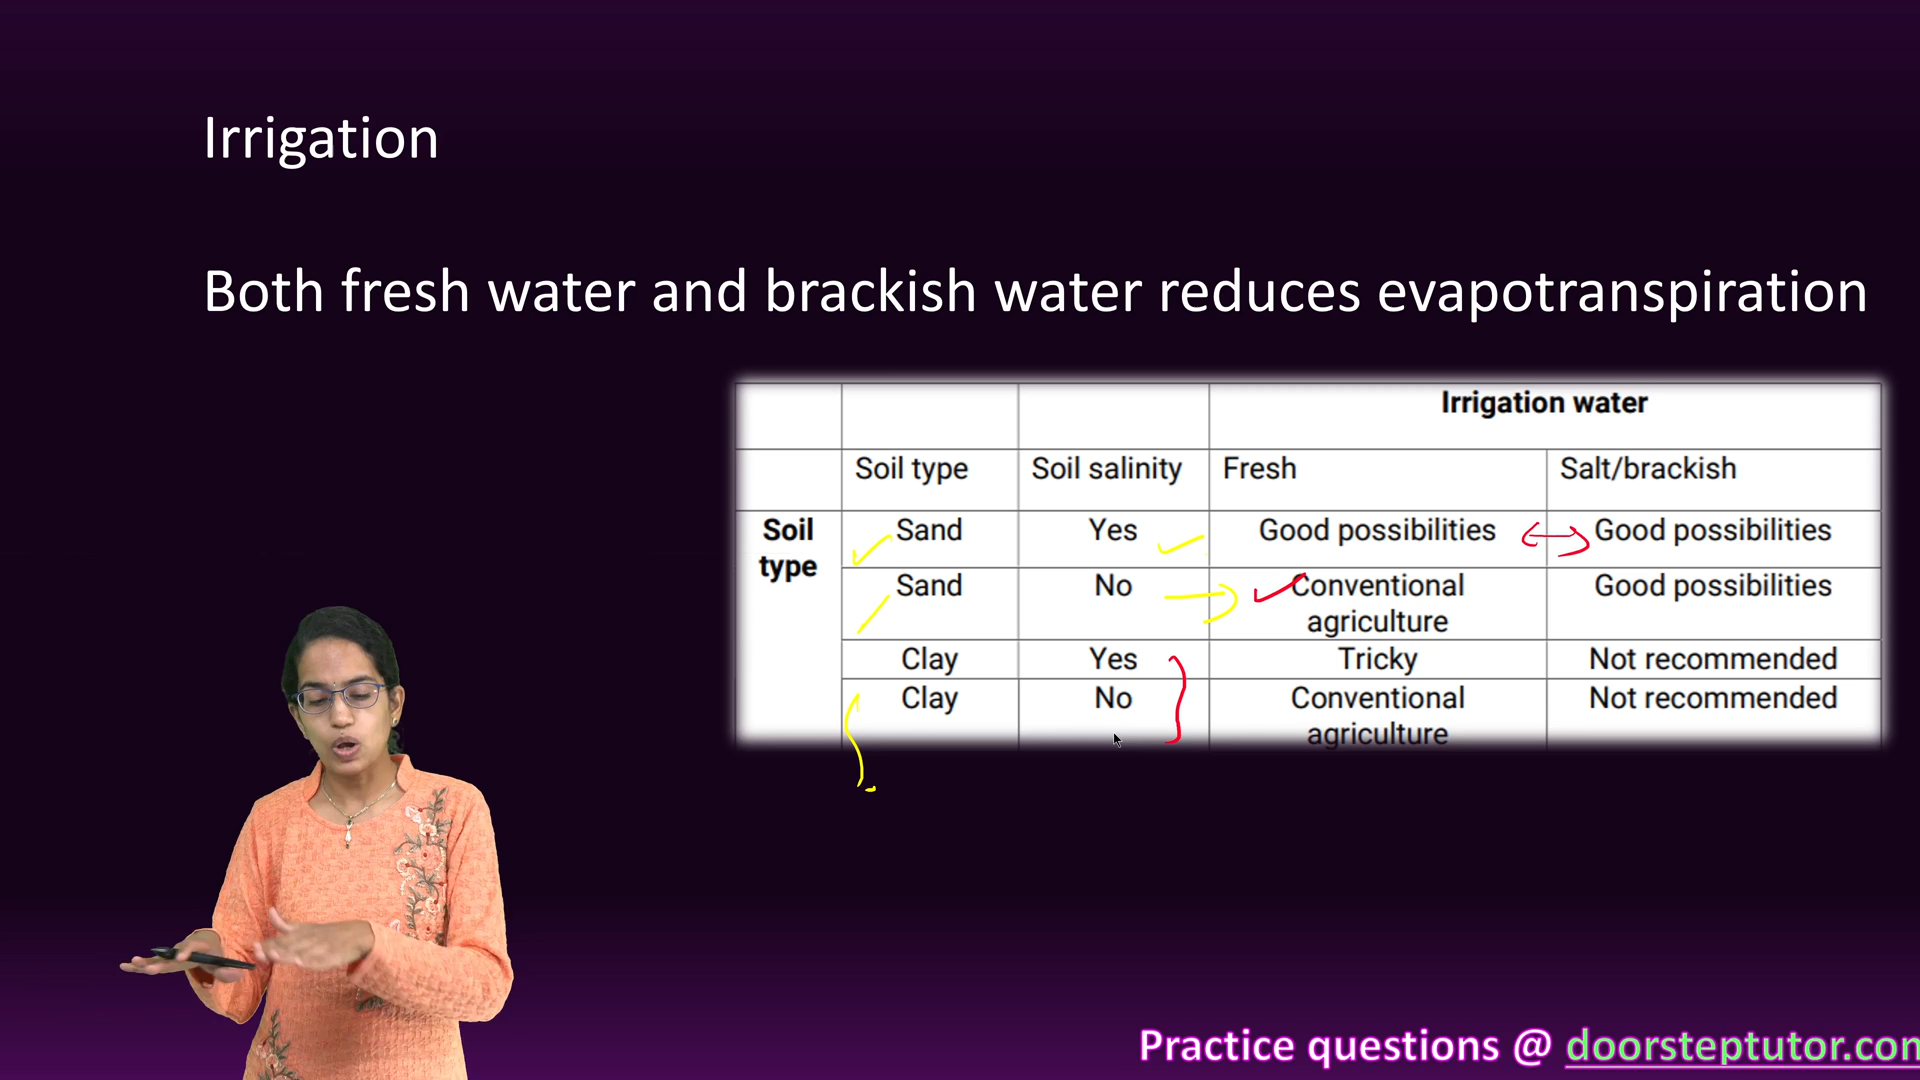 Irrigation
Both fresh water and brackish water reduces evapotranspiration
Irrigation water
Soil type Soil salinity Fresh Salt/brackish
Soil type Sand Yes Good possibilities Good possibilities
Sand No Conventional agriculture Good possibilities
Clay Yes Tricky Not recommended
Clay No Conventional agriculture Not recommended
Practice questions @ doorsteptutor.com